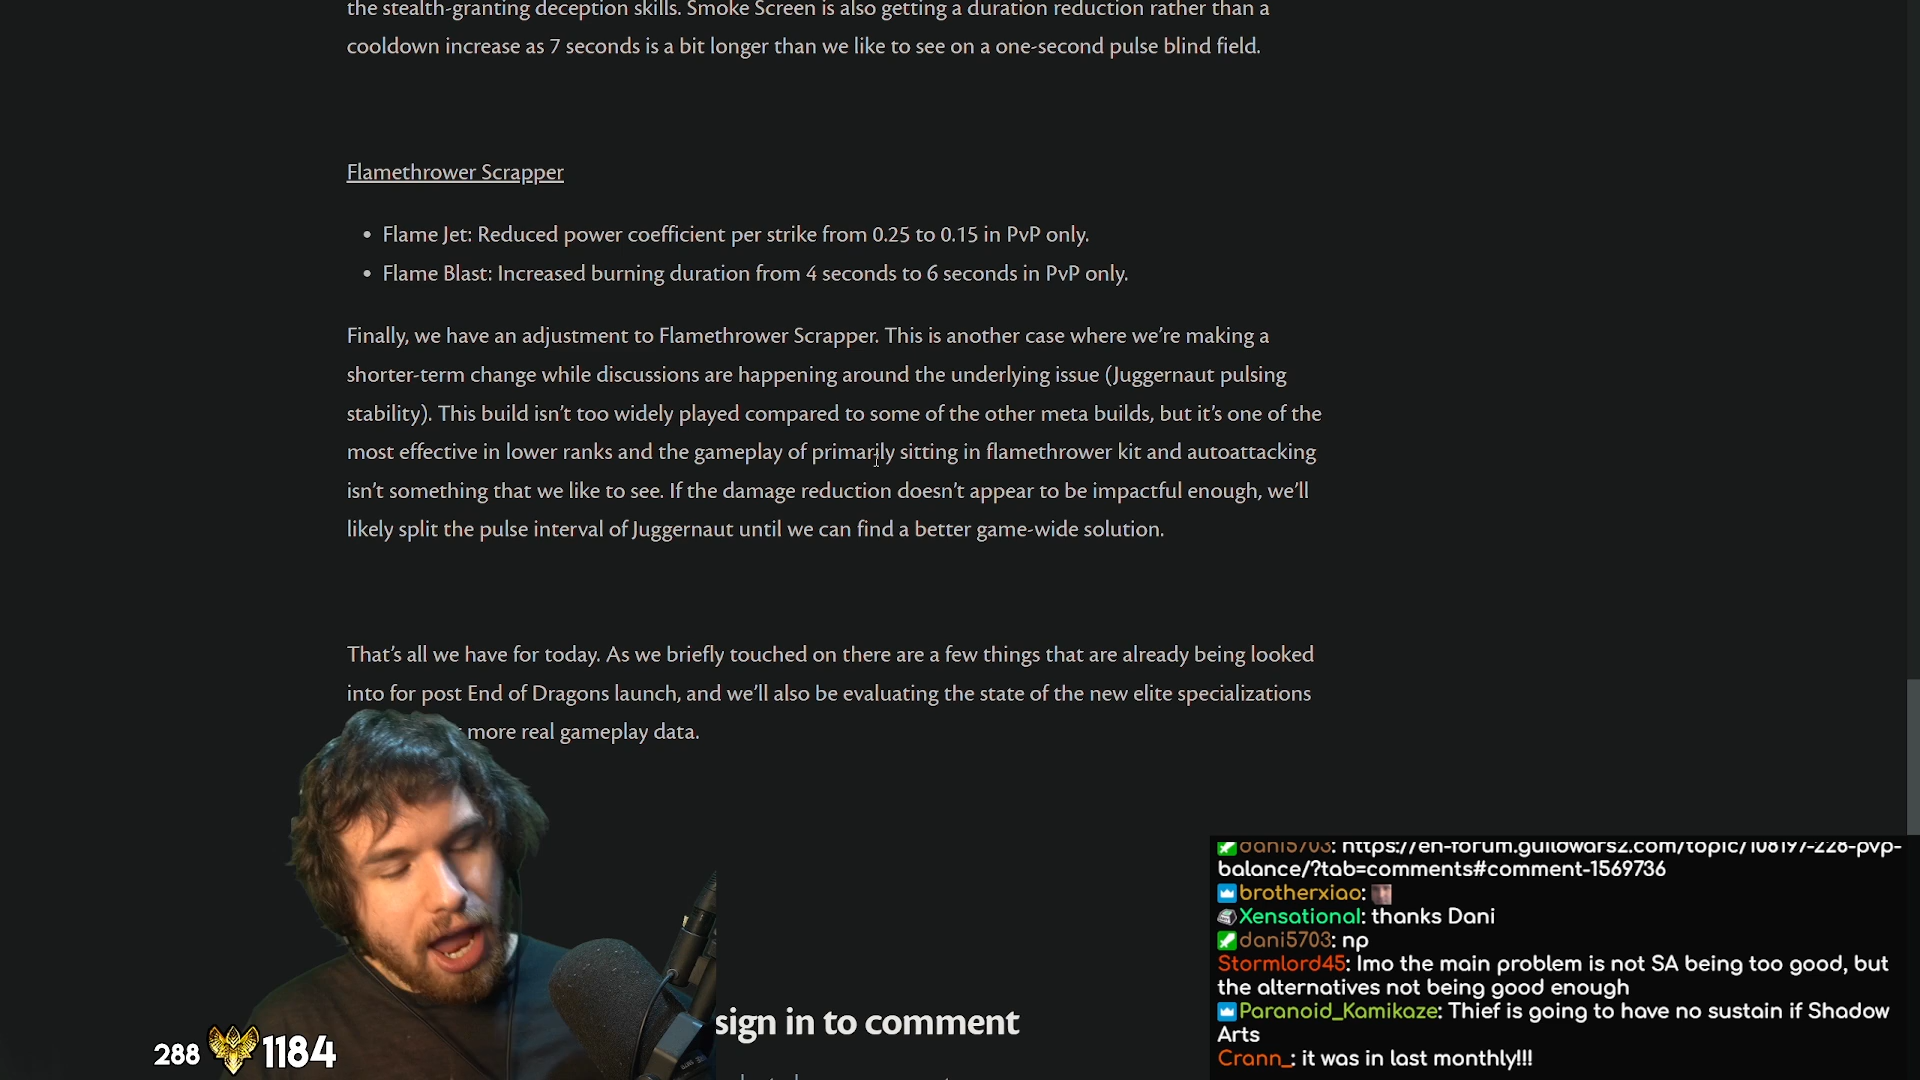 the stealth-granting deception skills. Smoke Screen is also getting a duration reduction rather than a
cooldown increase as 7 seconds is a bit longer than we like to see on a one-second pulse blind field.
Flamethrower Scrapper
• Flame Jet: Reduced power coefficient per strike from 0.25 to 0.15 in PvP only.
• Flame Blast: Increased burning duration from 4 seconds to 6 seconds in PvP only.
Finally, we have an adjustment to Flamethrower Scrapper. This is another case where we’re making a
shorter-term change while discussions are happening around the underlying issue (Juggernaut pulsing
stability). This build isn’t too widely played compared to some of the other meta builds, but it’s one of the
most effective in lower ranks and the gameplay of primarily sitting in flamethrower kit and autoattacking
isn’t something that we like to see. If the damage reduction doesn’t appear to be impactful enough, we’ll
likely split the pulse interval of Juggernaut until we can find a better game-wide solution.
That’s all we have for today. As we briefly touched on there are a few things that are already being looked
into for post End of Dragons launch, and we’ll also be evaluating the state of the new elite specializations
more real gameplay data.
sign in to comment
288 1184
dani5703: https://en-forum.guildwars2.com/topic/108197-228-pvp-
balance/?tab=comments#comment-1569736
brotherxiao:
Xensational: thanks Dani
dani5703: np
Stormlord45: Imo the main problem is not SA being too good, but
the alternatives not being good enough
Paranoid_Kamikaze: Thief is going to have no sustain if Shadow
Arts
Crann_: it was in last monthly!!!